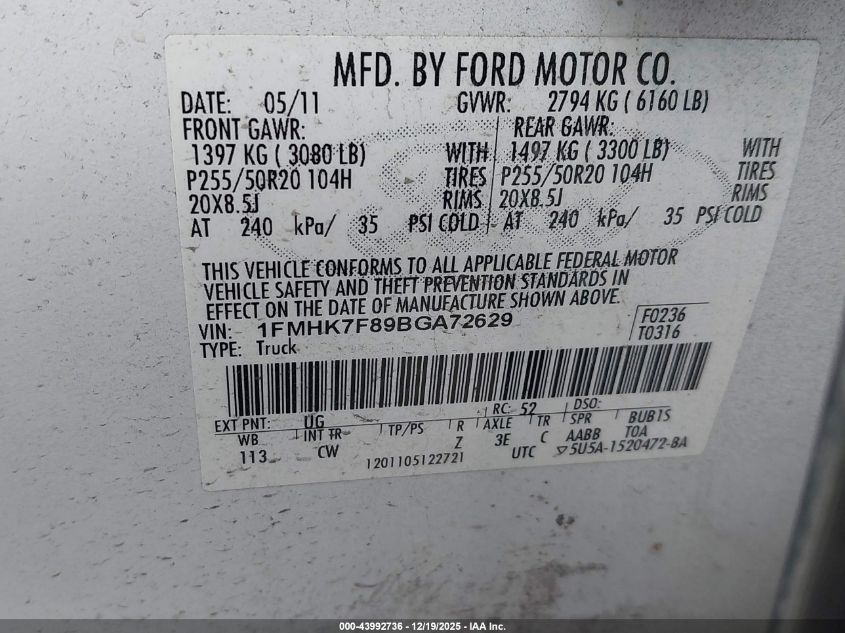 MFD. BY FORD MOTOR CO.
DATE: 05/11 GVWR: 2794 KG ( 6160 LB)
FRONT GAWR: REAR GAWR:
1397 KG ( 3080 LB) WITH 1497 KG ( 3300 LB) WITH
P255/50R20 104H TIRES P255/50R20 104H TIRES
20X8.5J RIMS 20X8.5J RIMS
AT 240 kPa/ 35 PSI COLD AT 240 kPa/ 35 PSI COLD
THIS VEHICLE CONFORMS TO ALL APPLICABLE FEDERAL MOTOR
VEHICLE SAFETY AND THEFT PREVENTION STANDARDS IN
EFFECT ON THE DATE OF MANUFACTURE SHOWN ABOVE.
VIN: 1FMHK7F89BGA72629 F0236
TYPE: Truck T0316
EXT PNT: UG RC: 52 DSO:
WB INT TR TP/PS R AXLE TR SPR BUB1S
113 CW Z 3E C AABB T0A
1201105122721 UTC ▽5U5A-1520472-BA
000-43992736 - 12/19/2025 - IAA Inc.